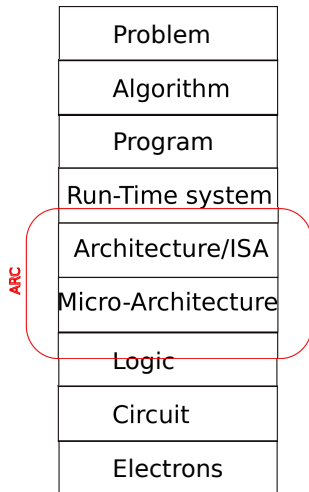 Problem
Algorithm
Program
Run-Time system
Architecture/ISA
ARC
Micro-Architecture
Logic
Circuit
Electrons